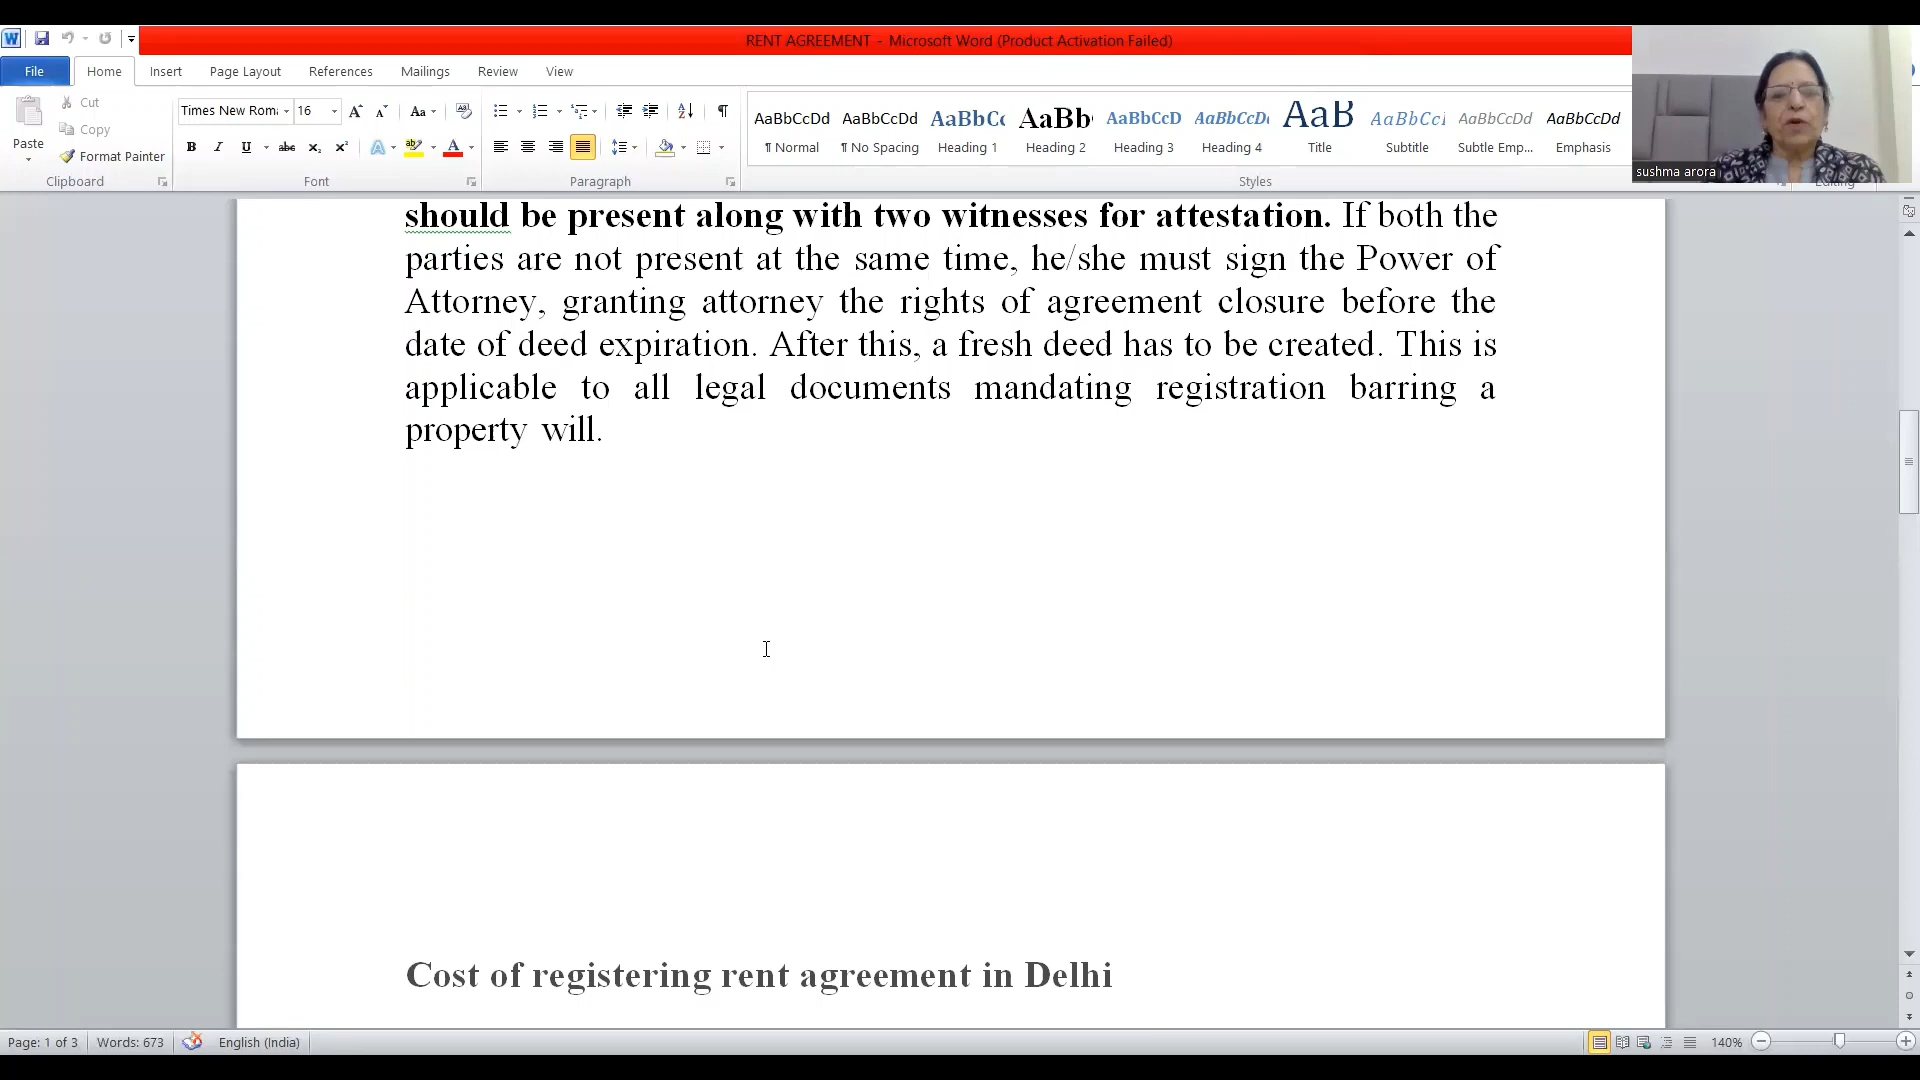 RENT AGREEMENT - Microsoft Word (Product Activation Failed)
File Home Insert Page Layout References Mailings Review View
Cut
Copy
Format Painter
Paste
Clipboard
Times New Roma 16
Font
Paragraph
AaBbCcDd AaBbCcDd AaBbCc AaBb AaBbCcD AaBbCcDd AaB AaBbCcI AaBbCcDd AaBbCcDd
¶ Normal ¶ No Spacing Heading 1 Heading 2 Heading 3 Heading 4 Title Subtitle Subtle Emp... Emphasis
Styles
Editing
sushma arora
should be present along with two witnesses for attestation. If both the
parties are not present at the same time, he/she must sign the Power of
Attorney, granting attorney the rights of agreement closure before the
date of deed expiration. After this, a fresh deed has to be created. This is
applicable to all legal documents mandating registration barring a
property will.
Cost of registering rent agreement in Delhi
Page: 1 of 3 Words: 673 English (India) 140%